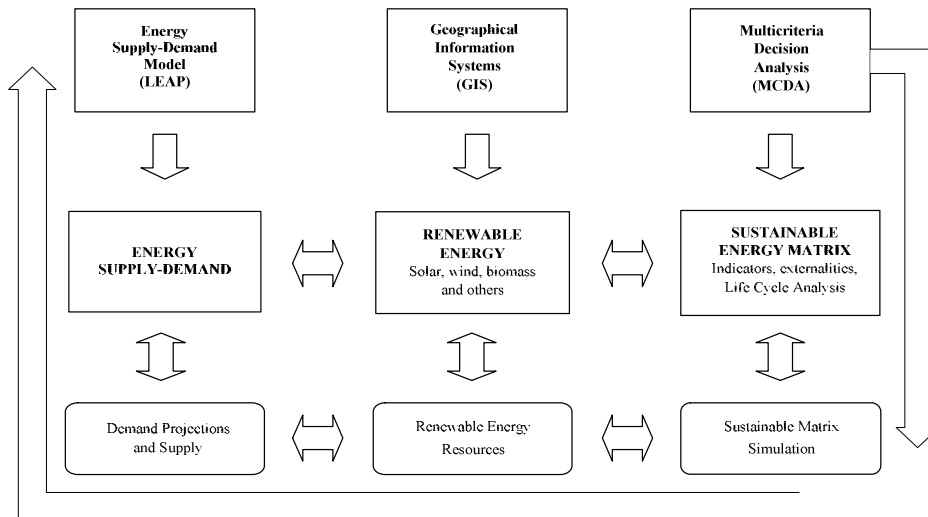 Energy
Supply-Demand
Model
(LEAP)
Geographical
Information
Systems
(GIS)
Multicriteria
Decision
Analysis
(MCDA)
ENERGY
SUPPLY-DEMAND
RENEWABLE
ENERGY
Solar, wind, biomass
and others
SUSTAINABLE
ENERGY MATRIX
Indicators, externalities,
Life Cycle Analysis
Demand Projections
and Supply
Renewable Energy
Resources
Sustainable Matrix
Simulation